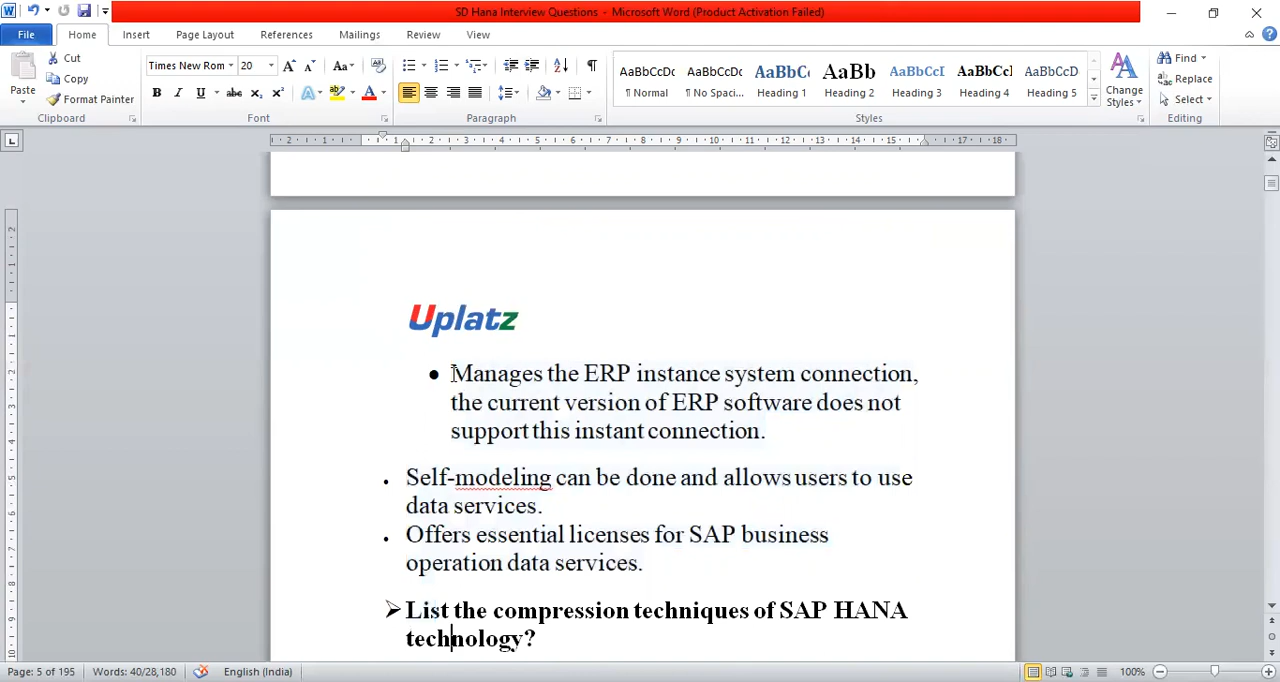 SD Hana Interview Questions - Microsoft Word (Product Activation Failed)
File Home Insert Page Layout References Mailings Review View
Paste
Cut
Copy
Format Painter
Clipboard
Times New Rom 20
Font
Paragraph
AaBbCcDc AaBbCcDc AaBbC AaBb AaBbCcI AaBbCcI AaBbCcD
¶ Normal ¶ No Spaci... Heading 1 Heading 2 Heading 3 Heading 4 Heading 5
Change Styles
Styles
Find
Replace
Select
Editing
Uplatz
● Manages the ERP instance system connection,
the current version of ERP software does not
support this instant connection.
• Self-modeling can be done and allows users to use
data services.
• Offers essential licenses for SAP business
operation data services.
➢ List the compression techniques of SAP HANA
technology?
Page: 5 of 195 Words: 40/28,180 English (India) 100%